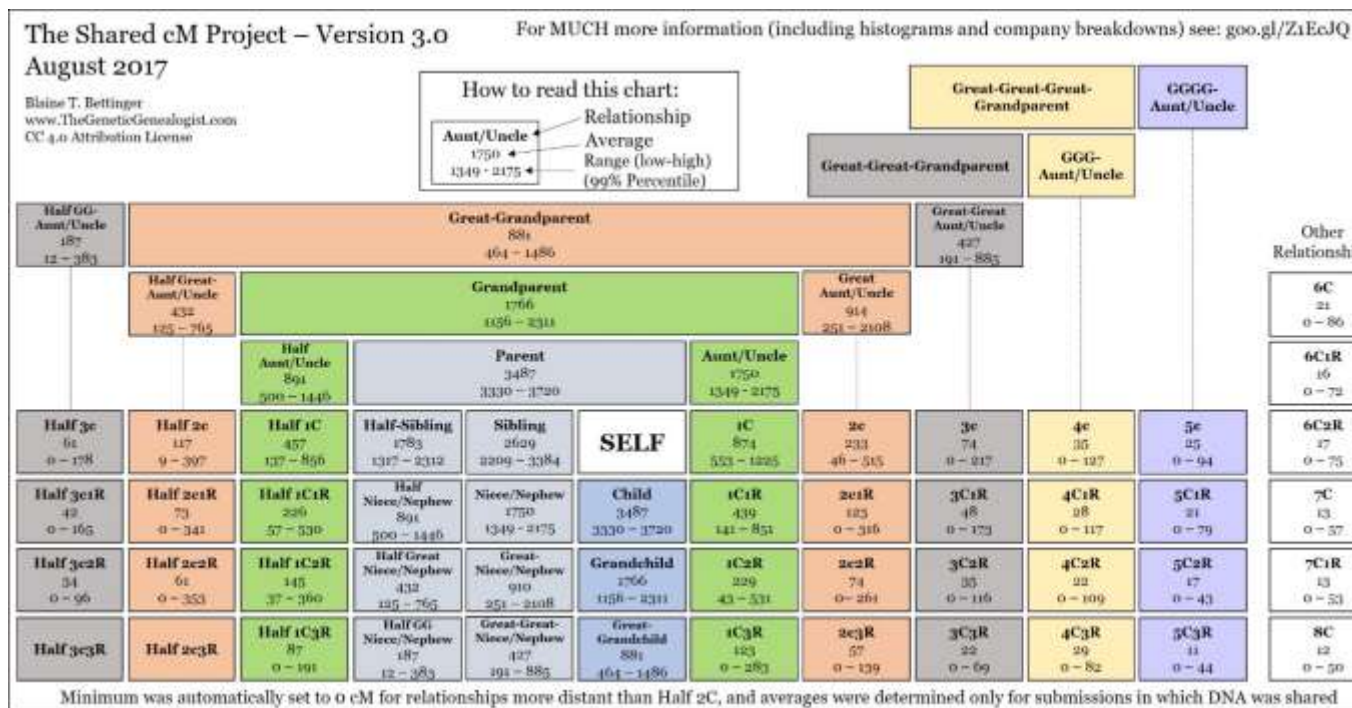 The Shared cM Project – Version 3.0
August 2017
For MUCH more information (including histograms and company breakdowns) see: goo.gl/Z1EcJQ
Blaine T. Bettinger
www.TheGeneticGenealogist.com
CC 4.0 Attribution License
How to read this chart:
Aunt/Uncle
1750
1349 - 2175
Relationship
Average
Range (low-high)
(99% Percentile)
Great-Great-Great-
Grandparent
GGGG-
Aunt/Uncle
Great-Great-Grandparent
GGG-
Aunt/Uncle
Half GG-
Aunt/Uncle
187
12 – 383
Great-Grandparent
881
464 – 1486
Great-Great
Aunt/Uncle
427
191 – 885
Other
Relationshi
Half Great-
Aunt/Uncle
432
125 – 765
Grandparent
1766
1156 – 2311
Great
Aunt/Uncle
914
251 – 2108
6C
21
0 – 86
Half
Aunt/Uncle
891
500 – 1446
Parent
3487
3330 – 3720
Aunt/Uncle
1750
1349 - 2175
6C1R
16
0 – 72
Half 3c
61
0 – 178
Half 2c
117
9 – 397
Half 1C
457
137 – 856
Half-Sibling
1783
1317 – 2312
Sibling
2629
2209 – 3384
SELF
1C
874
553 – 1225
2c
233
46 – 515
3c
74
0 – 217
4c
35
0 – 127
5c
25
0 – 94
6C2R
17
0 – 75
Half 3c1R
42
0 – 165
Half 2c1R
73
0 – 341
Half 1C1R
226
57 – 530
Half
Niece/Nephew
891
500 – 1446
Niece/Nephew
1750
1349 - 2175
Child
3487
3330 – 3720
1C1R
439
141 – 851
2c1R
123
0 – 316
3C1R
48
0 – 173
4C1R
28
0 – 117
5C1R
21
0 – 79
7C
13
0 – 57
Half 3c2R
34
0 – 96
Half 2c2R
61
0 – 353
Half 1C2R
145
37 – 360
Half Great
Niece/Nephew
432
125 – 765
Great-
Niece/Nephew
910
251 – 2108
Grandchild
1766
1156 – 2311
1C2R
229
43 – 531
2c2R
74
0 – 261
3C2R
35
0 – 116
4C2R
22
0 – 109
5C2R
17
0 – 43
7C1R
13
0 – 53
Half 3c3R
Half 2c3R
Half 1C3R
87
0 – 191
Half GG
Niece/Nephew
187
12 – 383
Great-Great-
Niece/Nephew
427
191 – 885
Great-
Grandchild
881
464 – 1486
1C3R
123
0 – 283
2c3R
57
0 – 139
3C3R
22
0 – 69
4C3R
29
0 – 82
5C3R
11
0 – 44
8C
12
0 – 50
Minimum was automatically set to 0 cM for relationships more distant than Half 2C, and averages were determined only for submissions in which DNA was shared